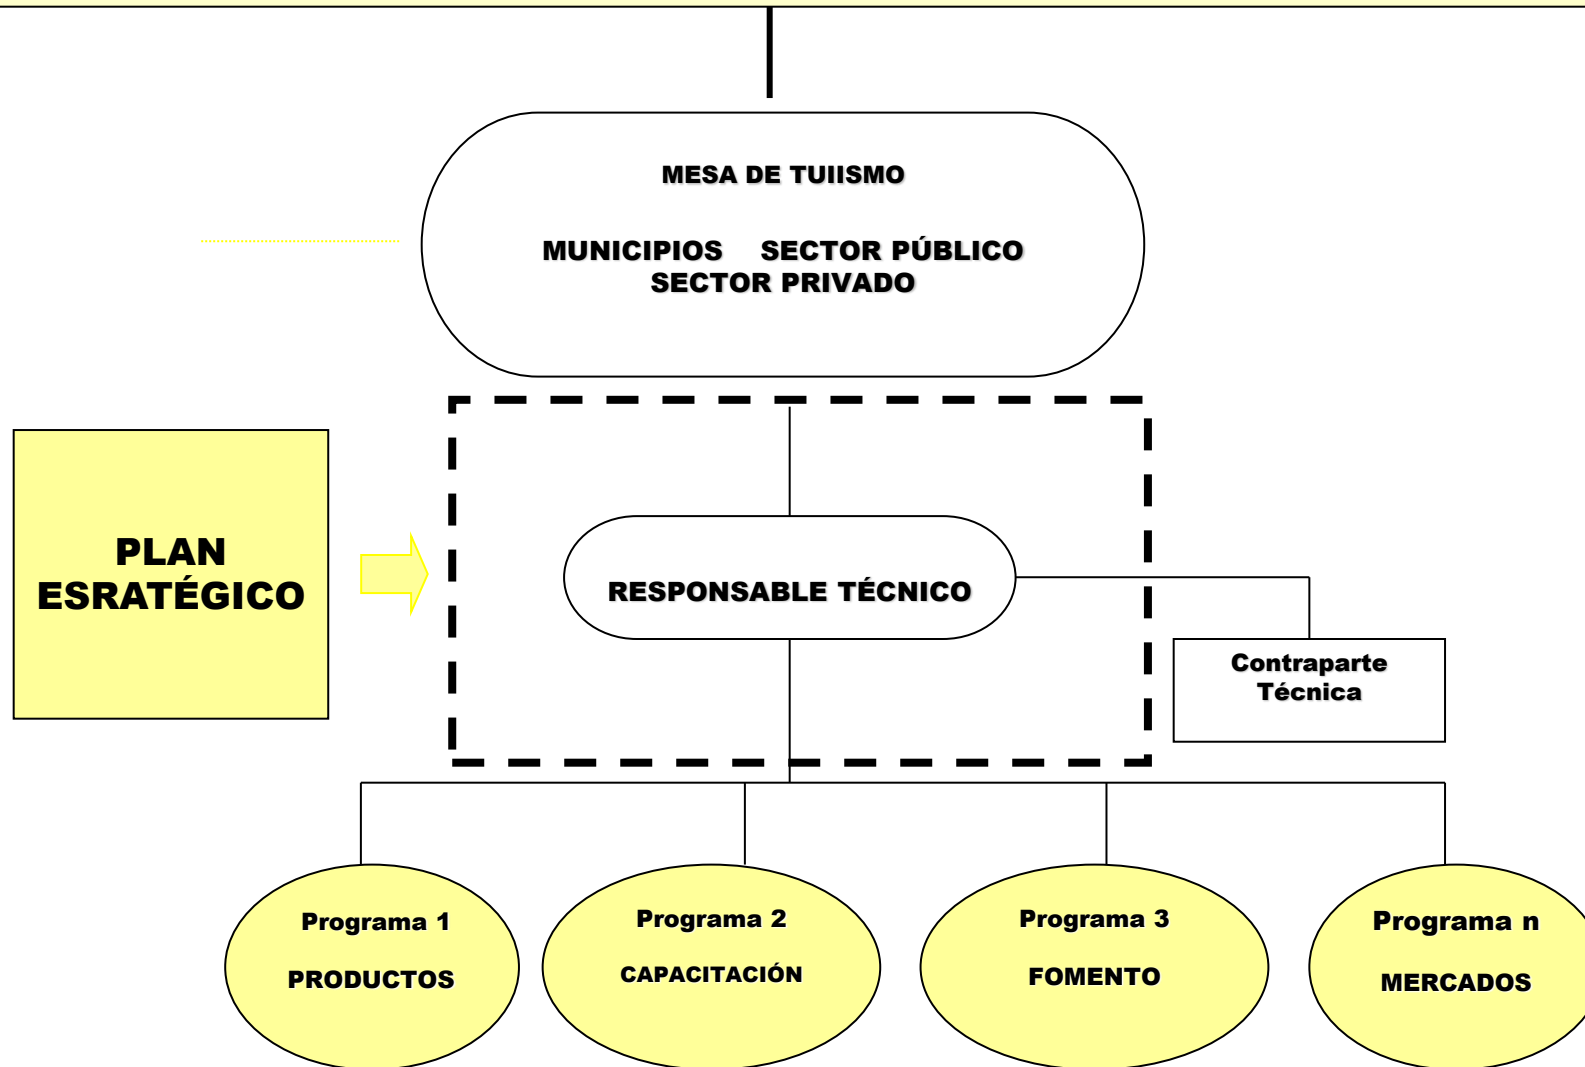 MESA DE TUIISMO
MUNICIPIOS SECTOR PÚBLICO
SECTOR PRIVADO
PLAN
ESRATÉGICO
RESPONSABLE TÉCNICO
Contraparte
Técnica
Programa 1
PRODUCTOS
Programa 2
CAPACITACIÓN
Programa 3
FOMENTO
Programa n
MERCADOS